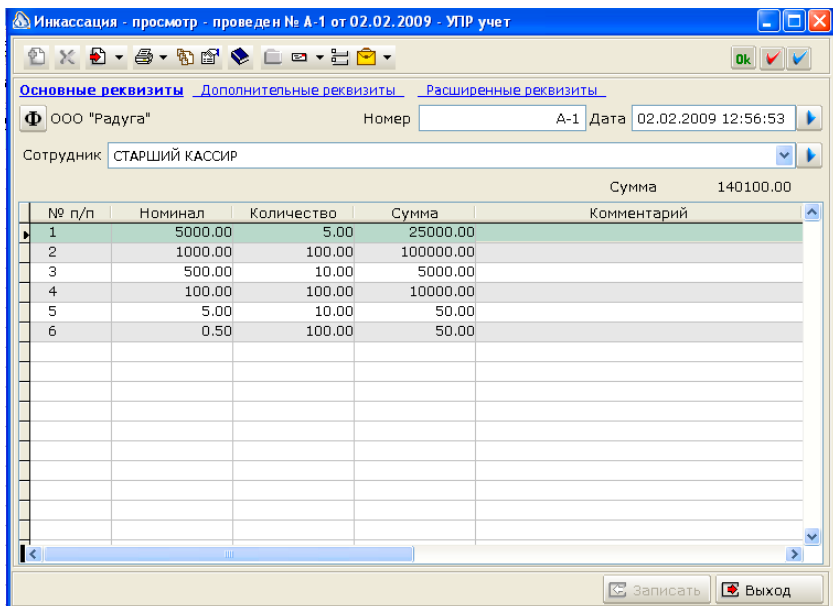 Инкассация - просмотр - проведен № А-1 от 02.02.2009 - УПР учет
Ok
Основные реквизиты Дополнительные реквизиты Расширенные реквизиты
Ф ООО "Радуга" Номер А-1 Дата 02.02.2009 12:56:53
Сотрудник СТАРШИЙ КАССИР
Сумма 140100.00
№ п/п Номинал Количество Сумма Комментарий
1 5000.00 5.00 25000.00
2 1000.00 100.00 100000.00
3 500.00 10.00 5000.00
4 100.00 100.00 10000.00
5 5.00 10.00 50.00
6 0.50 100.00 50.00
Записать Выход